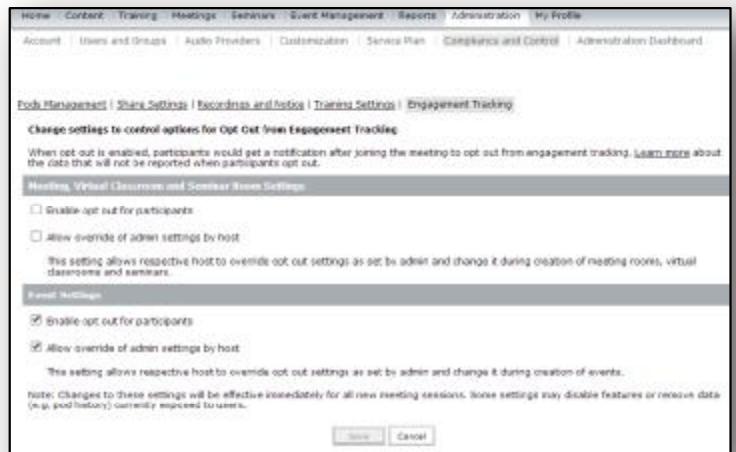 Home | Content | Training | Meetings | Seminars | Event Management | Reports | Administration | My Profile
Account | Users and Groups | Audio Providers | Customization | Service Plan | Compliance and Control | Administration Dashboard
Pods Management | Share Settings | Recordings and Notice | Training Settings | Engagement Tracking
Change settings to control options for Opt Out from Engagement Tracking
When opt out is enabled, participants would get a notification after joining the meeting to opt out from engagement tracking. Learn more about
the data that will not be reported when participants opt out.
Meeting, Virtual Classroom and Seminar Room Settings
Enable opt out for participants
Allow override of admin settings by host
This setting allows respective host to override opt out settings as set by admin and change it during creation of meeting rooms, virtual
classrooms and seminars.
Event Settings
Enable opt out for participants
Allow override of admin settings by host
This setting allows respective host to override opt out settings as set by admin and change it during creation of events.
Note: Changes to these settings will be effective immediately for all new meeting sessions. Some settings may disable features or remove data
(e.g. pod history) currently exposed to users.
Save Cancel